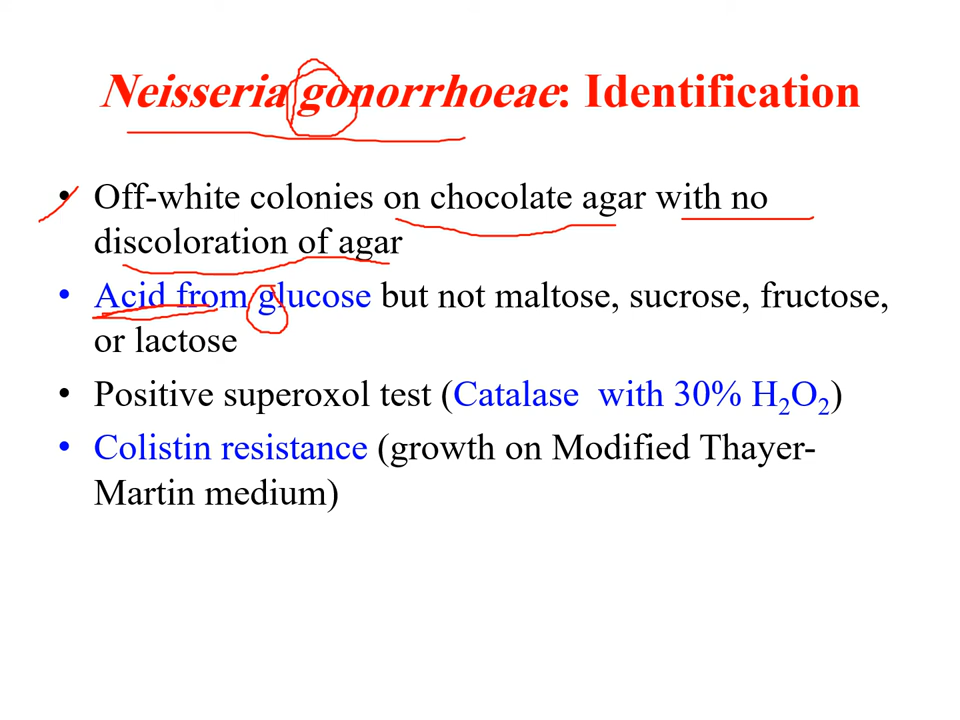 Neisseria gonorrhoeae: Identification
• Off-white colonies on chocolate agar with no
discoloration of agar
• Acid from glucose but not maltose, sucrose, fructose,
or lactose
• Positive superoxol test (Catalase  with 30% H₂O₂)
• Colistin resistance (growth on Modified Thayer-
Martin medium)